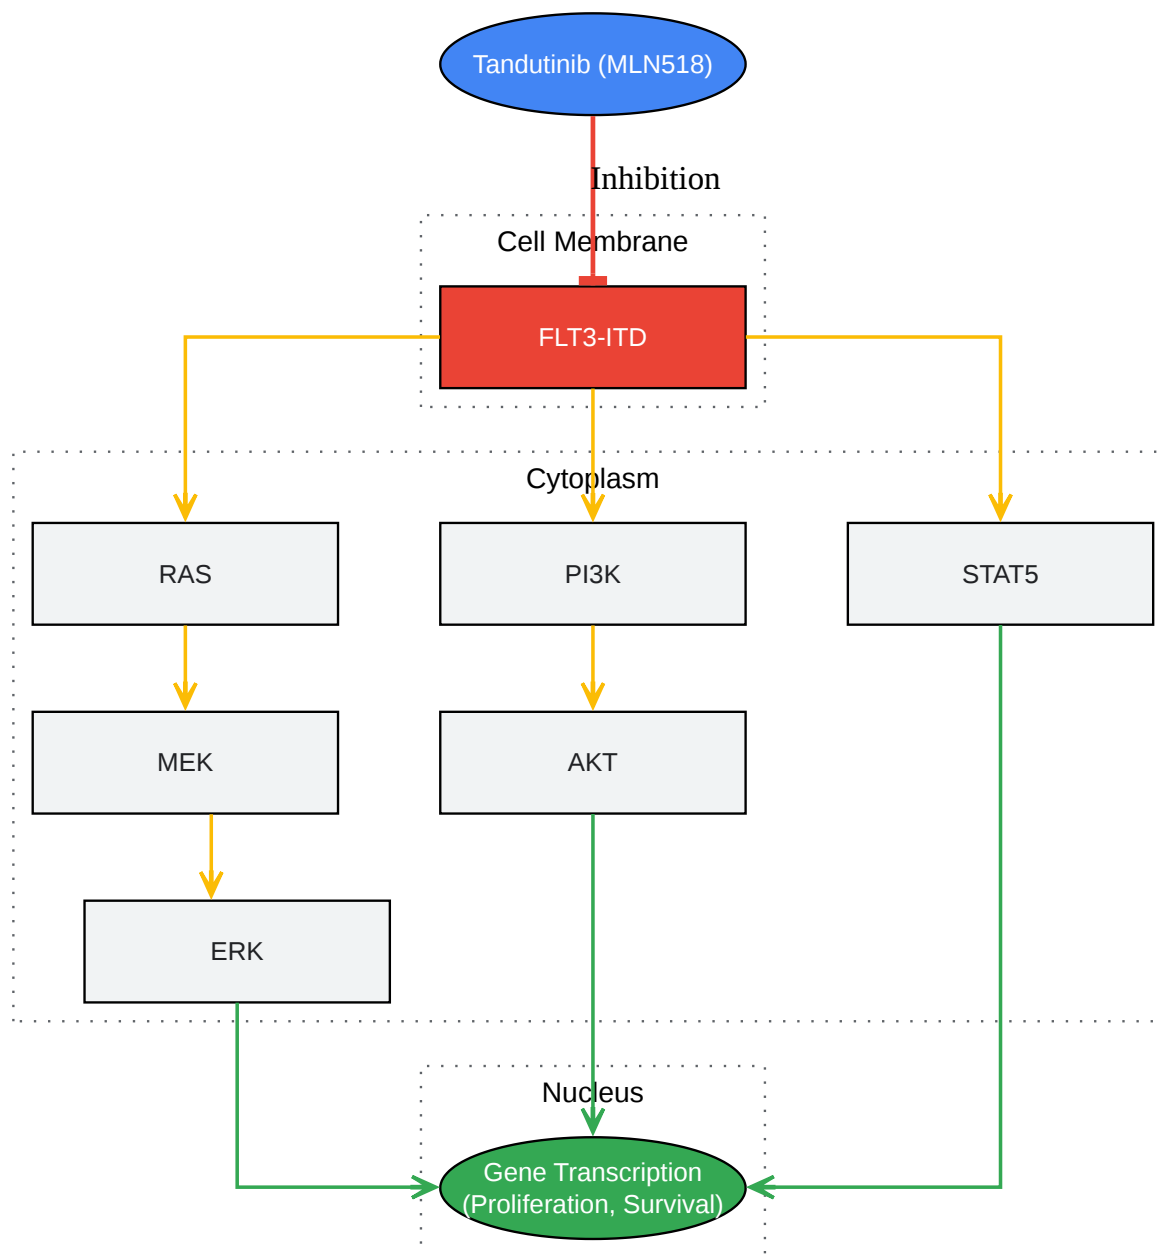 Tandutinib (MLN518)
Inhibition
Cell Membrane
FLT3-ITD
Cytoplasm
RAS
PI3K
STAT5
MEK
AKT
ERK
Nucleus
Gene Transcription
(Proliferation, Survival)